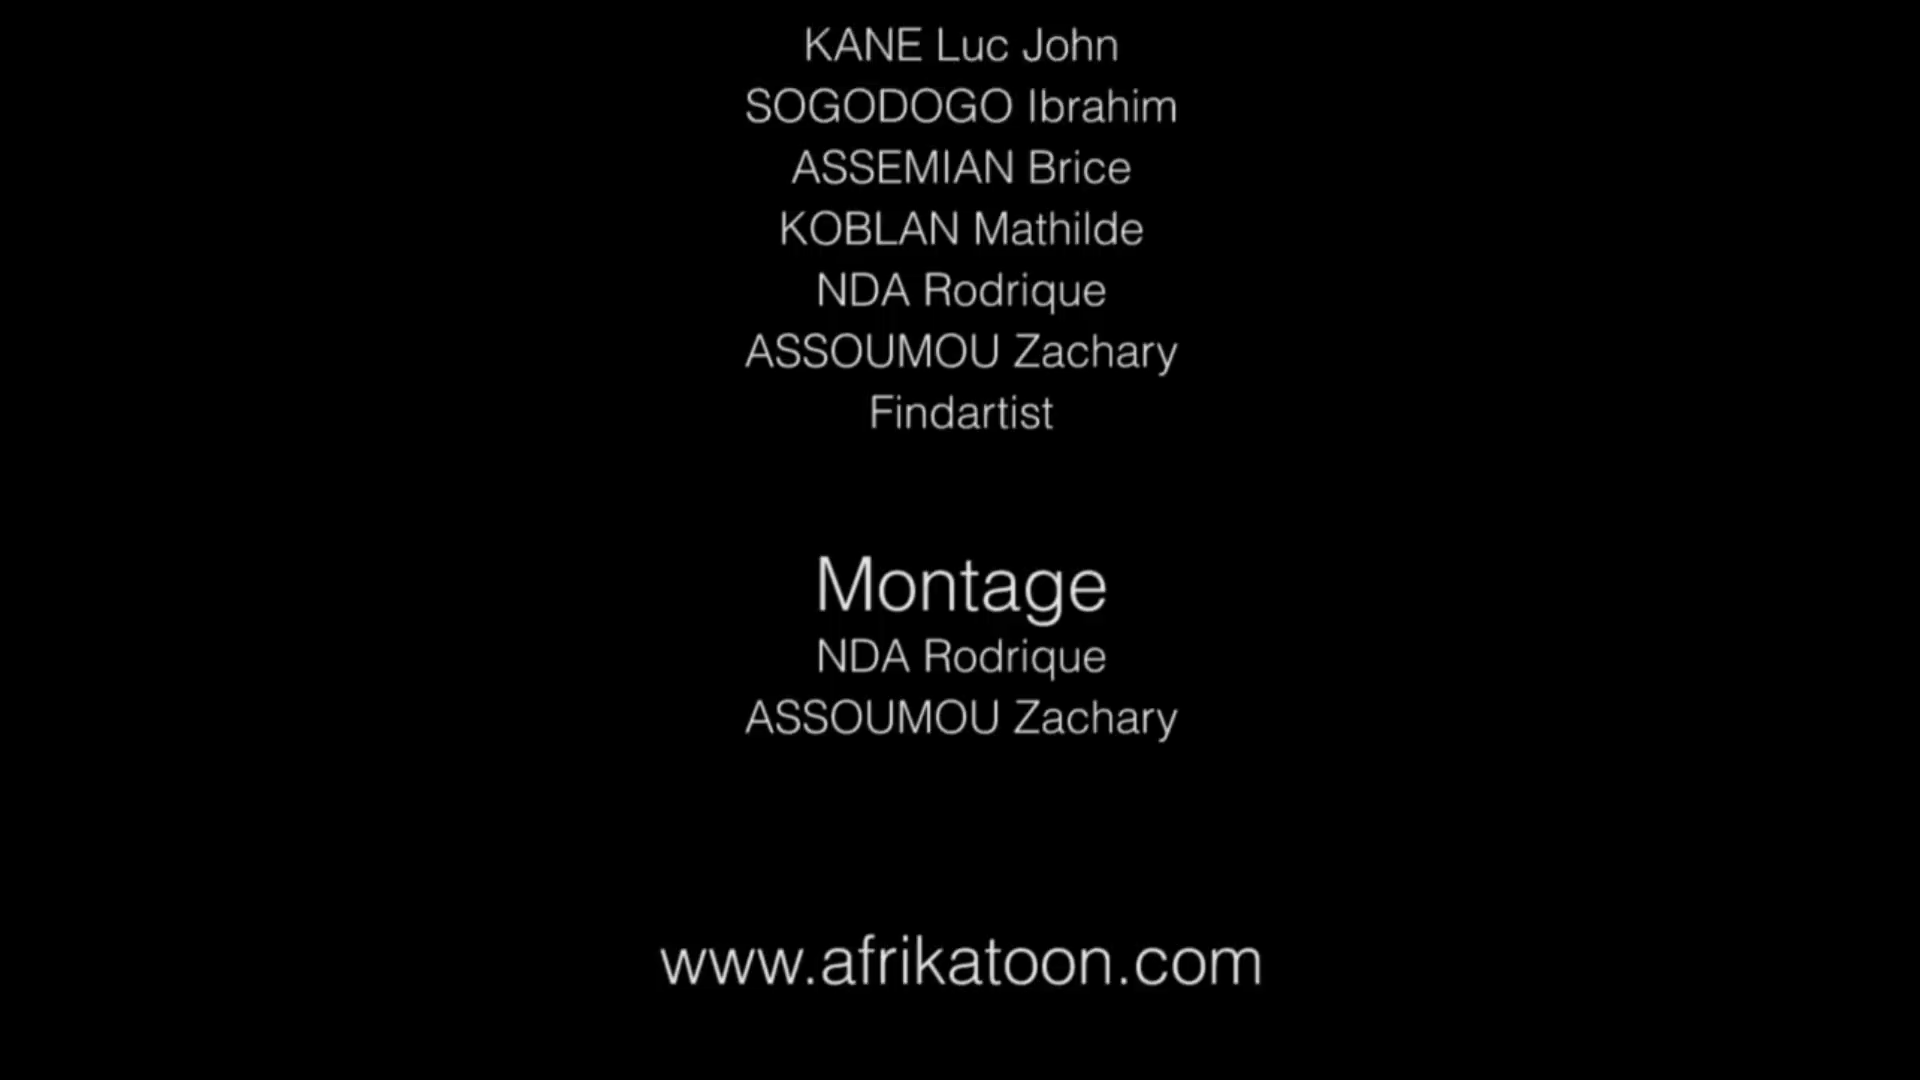 KANE Luc John
SOGODOGO Ibrahim
ASSEMIAN Brice
KOBLAN Mathilde
NDA Rodrique
ASSOUMOU Zachary
Findartist
Montage
NDA Rodrique
ASSOUMOU Zachary
www.afrikatoon.com